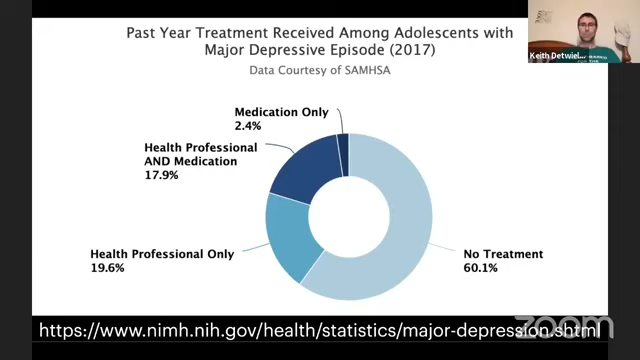 Past Year Treatment Received Among Adolescents with
Major Depressive Episode (2017)
Data Courtesy of SAMHSA
Keith Detwiel...
Medication Only
2.4%
Health Professional
AND Medication
17.9%
Health Professional Only
19.6%
No Treatment
60.1%
https://www.nimh.nih.gov/health/statistics/major-depression.shtml
zoom